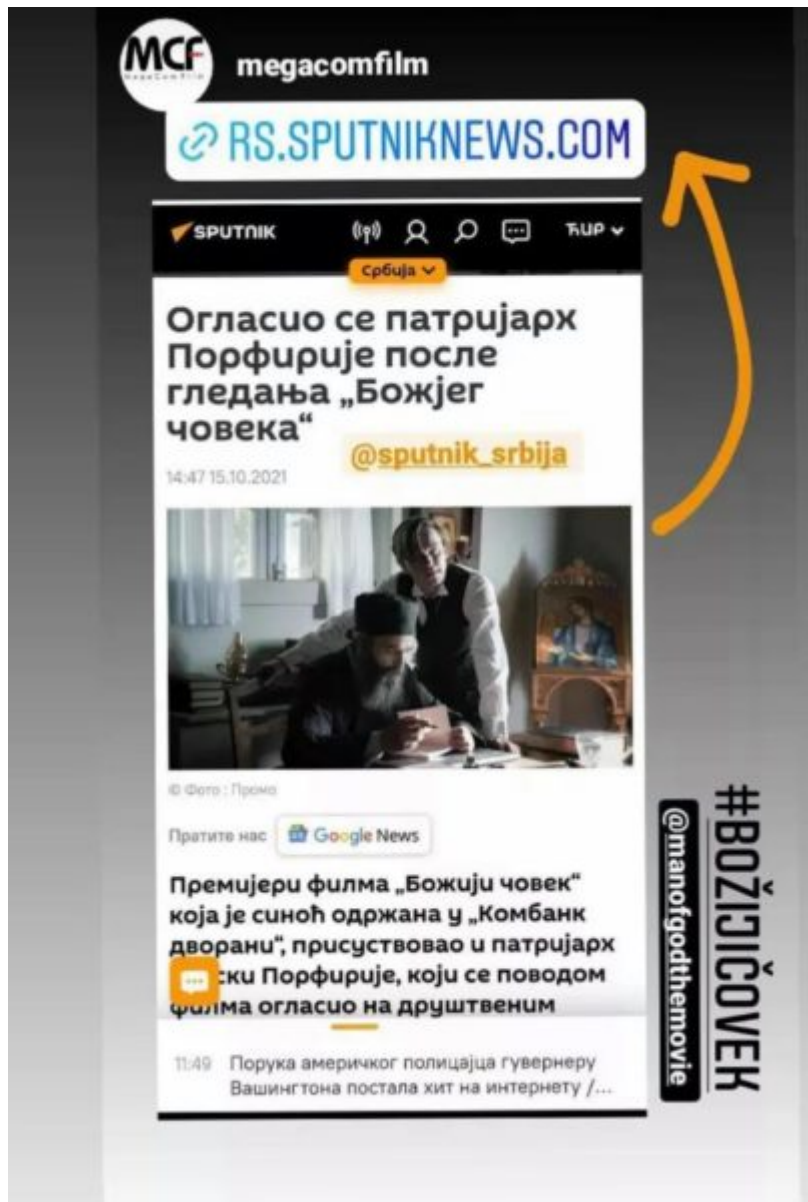 MCF
MegaComFilm
megacomfilm
RS.SPUTNIKNEWS.COM
SPUTNIK
ЋИР
Србија
Огласио се патријарх
Порфирије после
гледања „Божјег
човека“
@sputnik_srbija
14:47 15.10.2021
© Фото : Промо
Пратите нас
Google News
Премијери филма „Божији човек“
која је синоћ одржана у „Комбанк
дворани“, присуствовао и патријарх
ски Порфирије, који се поводом
филма огласио на друштвеним
11:49 Порука америчког полицајца гувернеру
Вашингтона постала хит на интернету /...
#BOŽIJIČOVEK
@manofgodthemovie